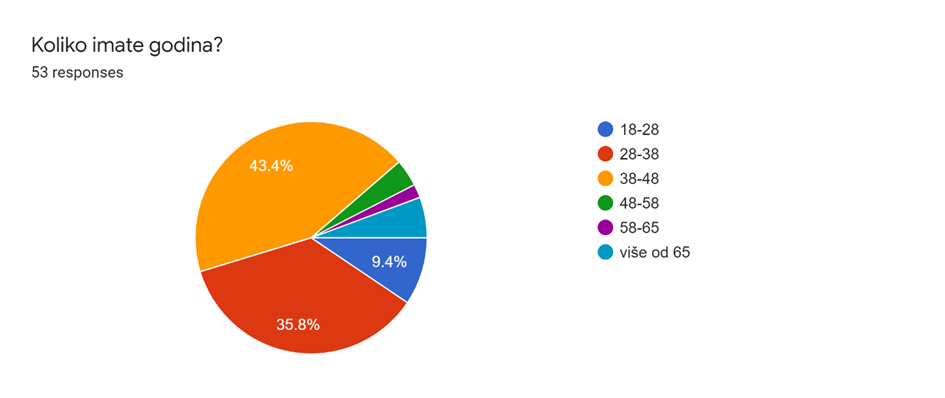 Koliko imate godina?
53 responses
43.4%
9.4%
35.8%
18-28
28-38
38-48
48-58
58-65
više od 65